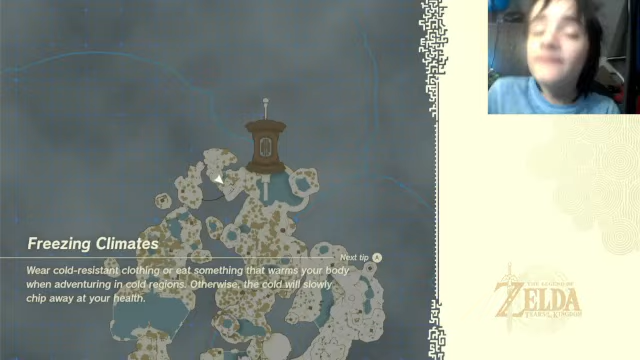 Freezing Climates
Next tip A
Wear cold-resistant clothing or eat something that warms your body
when adventuring in cold regions. Otherwise, the cold will slowly
chip away at your health.
THE LEGEND OF
ZELDA
TEARS OF THE KINGDOM